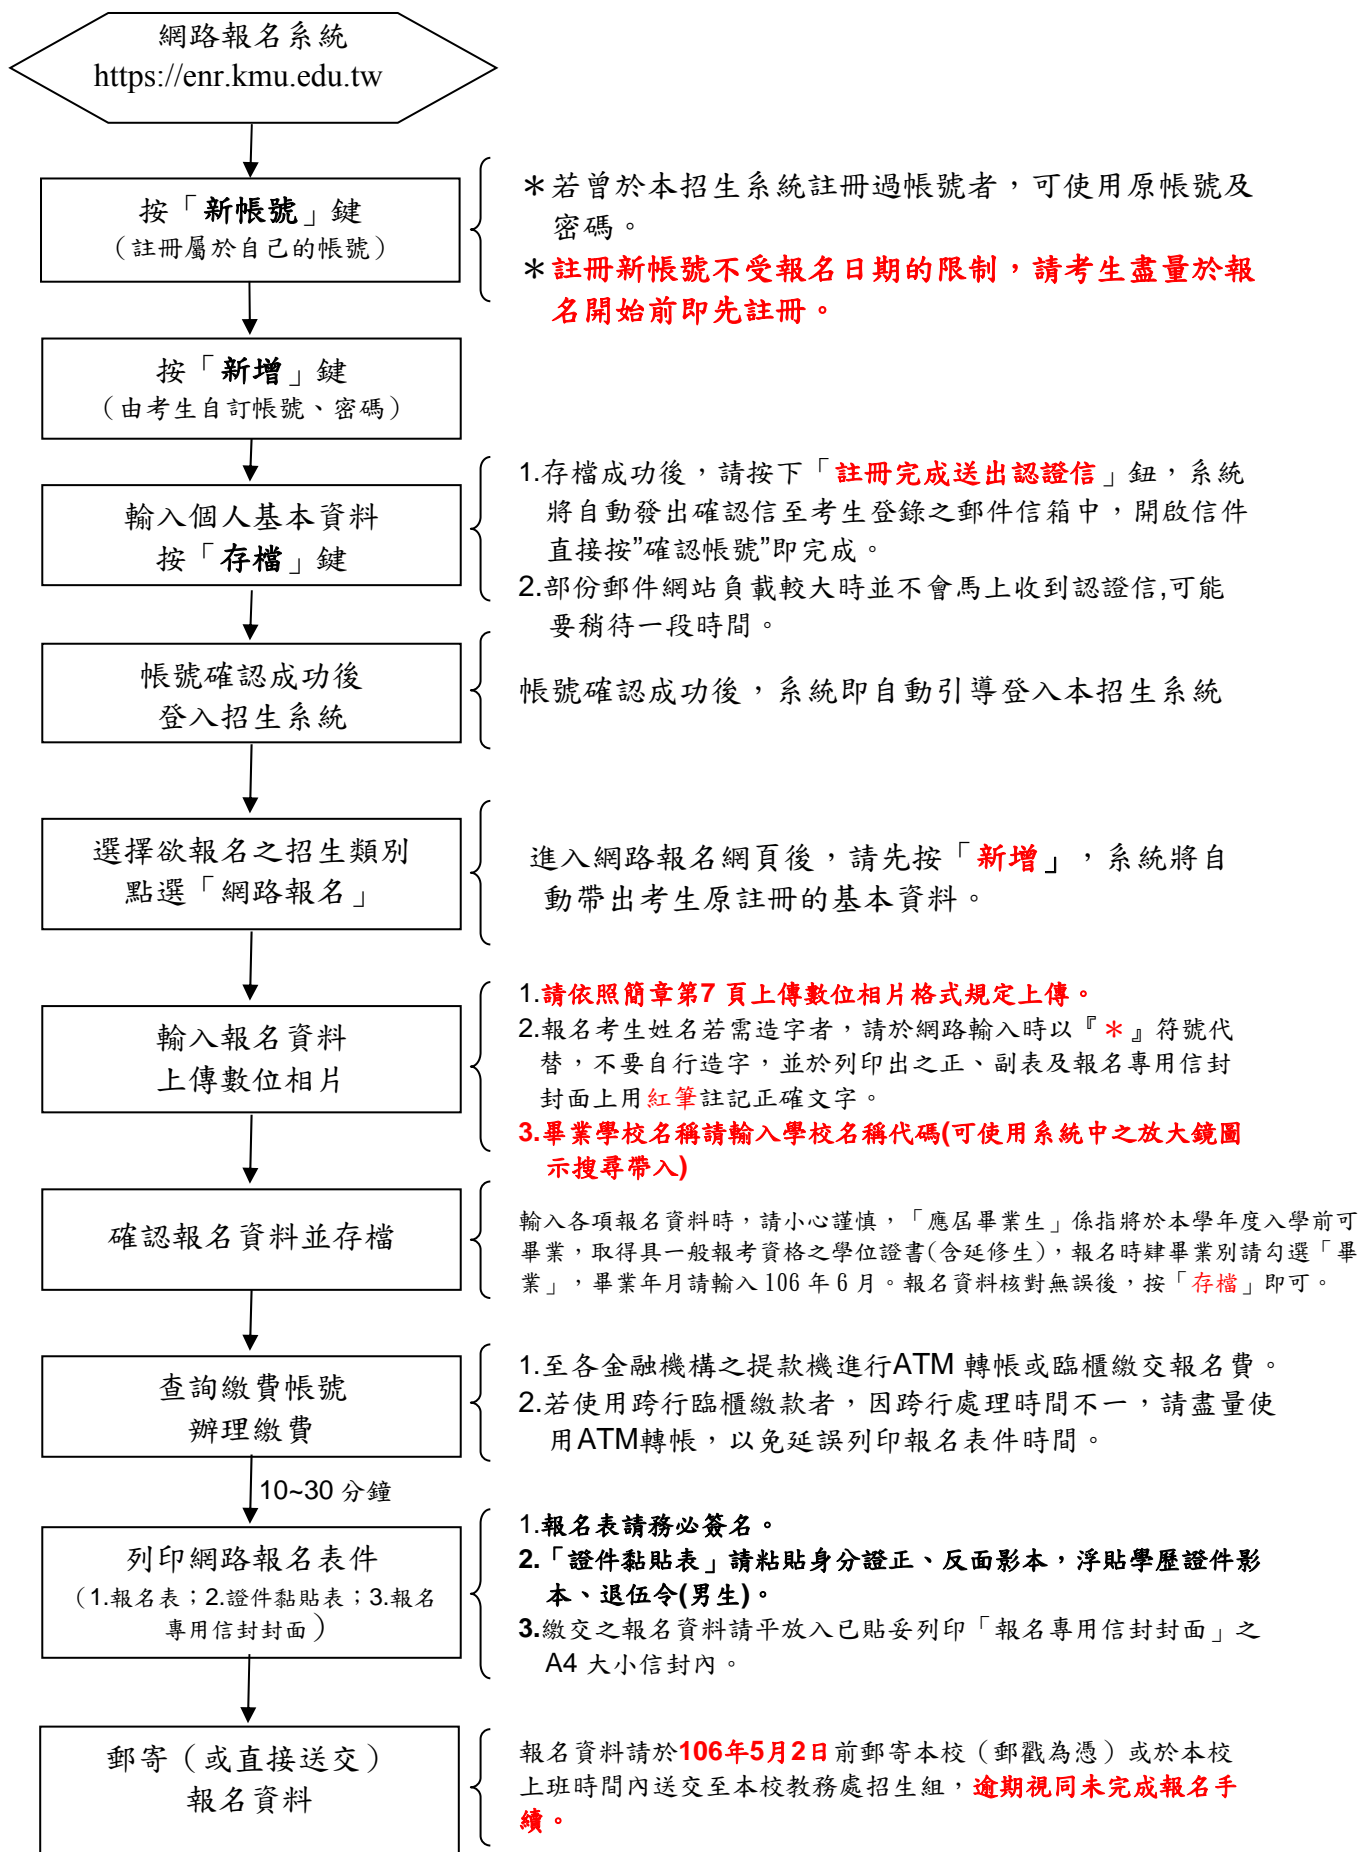 網路報名系統
https://enr.kmu.edu.tw
按「新帳號」鍵
（註冊屬於自己的帳號）
＊若曾於本招生系統註冊過帳號者，可使用原帳號及
密碼。
＊註冊新帳號不受報名日期的限制，請考生盡量於報
名開始前即先註冊。
按「新增」鍵
（由考生自訂帳號、密碼）
輸入個人基本資料
按「存檔」鍵
1.存檔成功後，請按下「註冊完成送出認證信」鈕，系統
將自動發出確認信至考生登錄之郵件信箱中，開啟信件
直接按”確認帳號”即完成。
2.部份郵件網站負載較大時並不會馬上收到認證信,可能
要稍待一段時間。
帳號確認成功後
登入招生系統
帳號確認成功後，系統即自動引導登入本招生系統
選擇欲報名之招生類別
點選「網路報名」
進入網路報名網頁後，請先按「新增」，系統將自
動帶出考生原註冊的基本資料。
輸入報名資料
上傳數位相片
1.請依照簡章第7 頁上傳數位相片格式規定上傳。
2.報名考生姓名若需造字者，請於網路輸入時以『＊』符號代
替，不要自行造字，並於列印出之正、副表及報名專用信封
封面上用紅筆註記正確文字。
3.畢業學校名稱請輸入學校名稱代碼(可使用系統中之放大鏡圖
示搜尋帶入)
確認報名資料並存檔
輸入各項報名資料時，請小心謹慎，「應屆畢業生」係指將於本學年度入學前可
畢業，取得具一般報考資格之學位證書(含延修生)，報名時肄畢業別請勾選「畢
業」，畢業年月請輸入 106 年 6 月。報名資料核對無誤後，按「存檔」即可。
查詢繳費帳號
辦理繳費
1.至各金融機構之提款機進行ATM 轉帳或臨櫃繳交報名費。
2.若使用跨行臨櫃繳款者，因跨行處理時間不一，請盡量使
用ATM轉帳，以免延誤列印報名表件時間。
10~30 分鐘
列印網路報名表件
（1.報名表；2.證件黏貼表；3.報名
專用信封封面）
1.報名表請務必簽名。
2.「證件黏貼表」請粘貼身分證正、反面影本，浮貼學歷證件影
本、退伍令(男生)。
3.繳交之報名資料請平放入已貼妥列印「報名專用信封封面」之
A4 大小信封內。
郵寄（或直接送交）
報名資料
報名資料請於106年5月2日前郵寄本校（郵戳為憑）或於本校
上班時間內送交至本校教務處招生組，逾期視同未完成報名手
續。